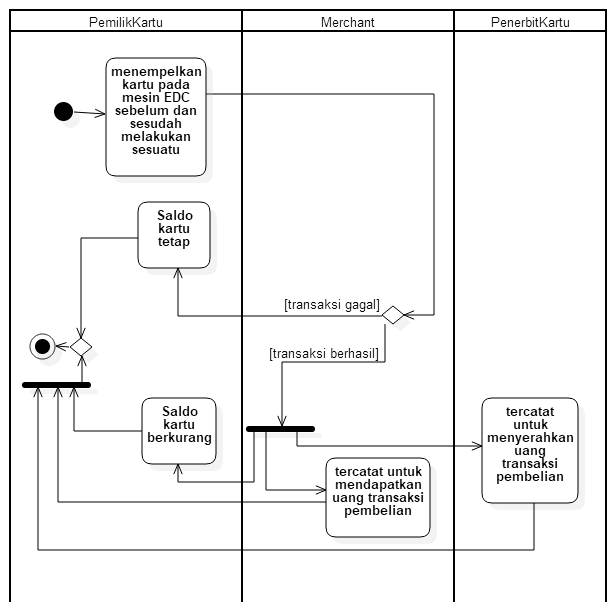 PemilikKartu
Merchant
PenerbitKartu
menempelkan
kartu pada
mesin EDC
sebelum dan
sesudah
melakukan
sesuatu
Saldo
kartu
tetap
[transaksi gagal]
[transaksi berhasil]
Saldo
kartu
berkurang
tercatat untuk
mendapatkan
uang transaksi
pembelian
tercatat
untuk
menyerahkan
uang
transaksi
pembelian